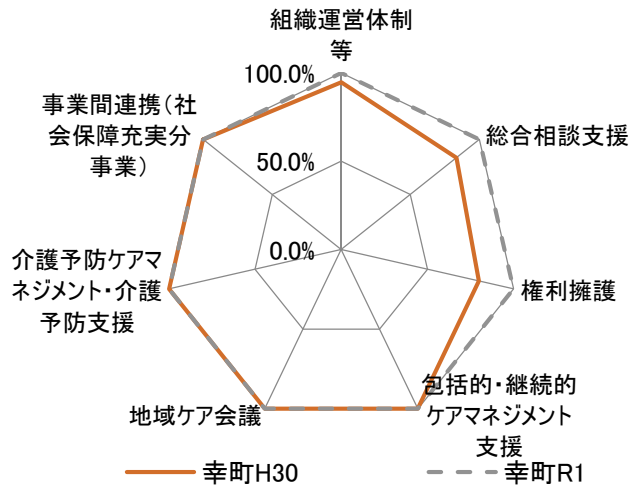 組織運営体制
等
100.0%
50.0%
0.0%
総合相談支援
権利擁護
包括的・継続的
ケアマネジメント
支援
地域ケア会議
介護予防ケアマ
ネジメント・介護
予防支援
事業間連携（社
会保障充実分
事業）
幸町H30
幸町R1